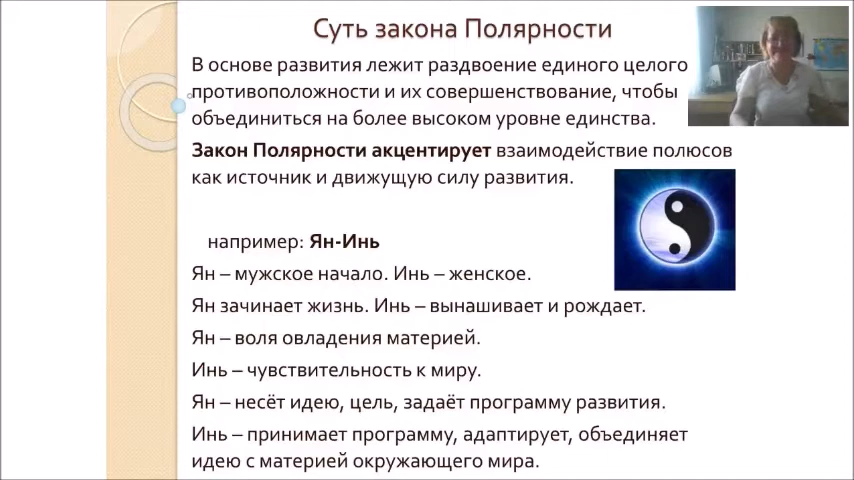 Суть закона Полярности
В основе развития лежит раздвоение единого целого
противоположности и их совершенствование, чтобы
объединиться на более высоком уровне единства.
Закон Полярности акцентирует взаимодействие полюсов
как источник и движущую силу развития.
например: Ян-Инь
Ян – мужское начало. Инь – женское.
Ян зачинает жизнь. Инь – вынашивает и рождает.
Ян – воля овладения материей.
Инь – чувствительность к миру.
Ян – несёт идею, цель, задаёт программу развития.
Инь – принимает программу, адаптирует, объединяет
идею с материей окружающего мира.